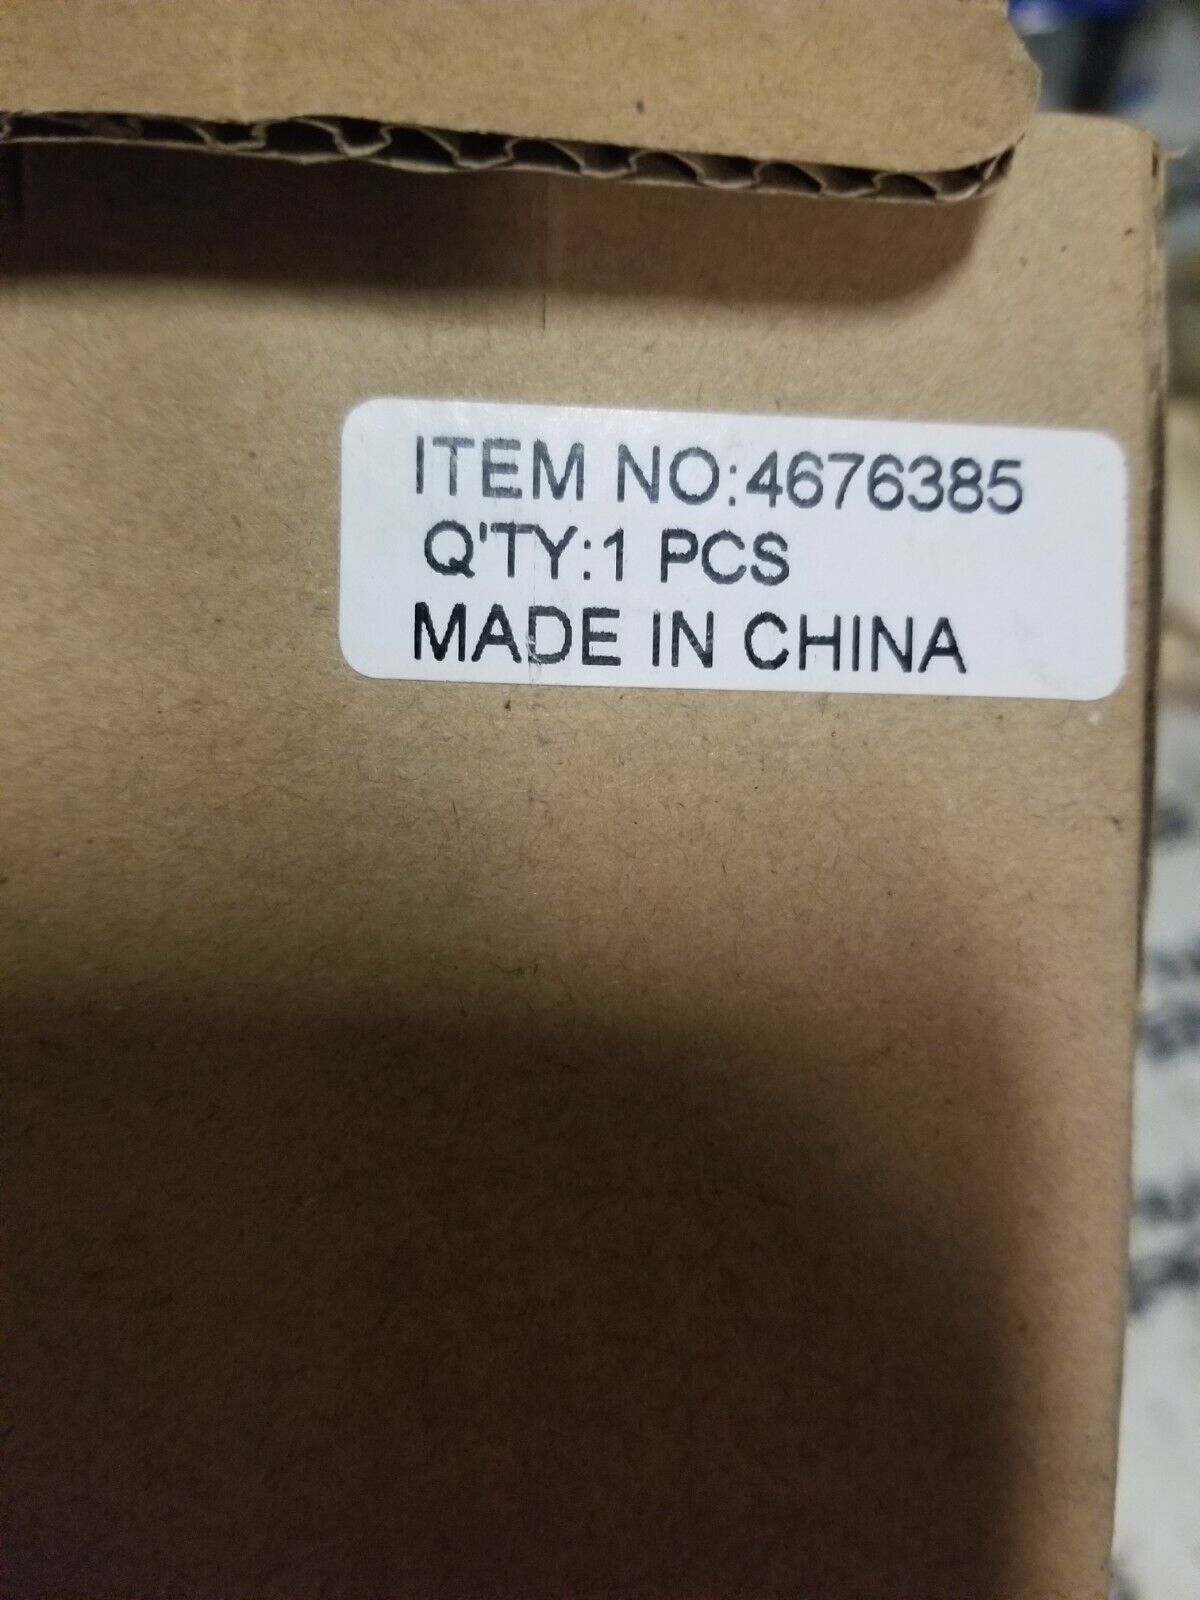 ITEM NO:4676385
Q'TY:1 PCS
MADE IN CHINA